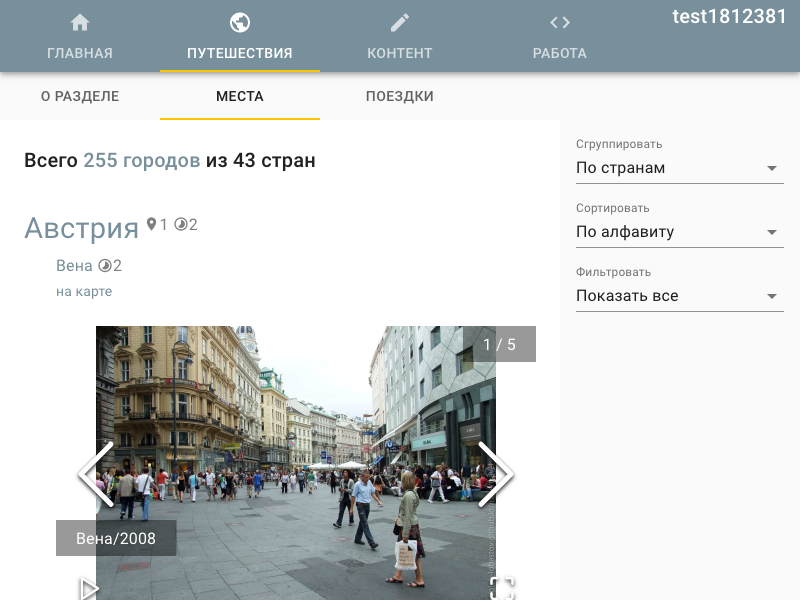 test1812381
ГЛАВНАЯ
ПУТЕШЕСТВИЯ
КОНТЕНТ
РАБОТА
О РАЗДЕЛЕ
МЕСТА
ПОЕЗДКИ
Всего 255 городов из 43 стран
Австрия 1 2
Вена 2
на карте
1 / 5
Вена/2008
Сгруппировать
По странам
Сортировать
По алфавиту
Фильтровать
Показать все